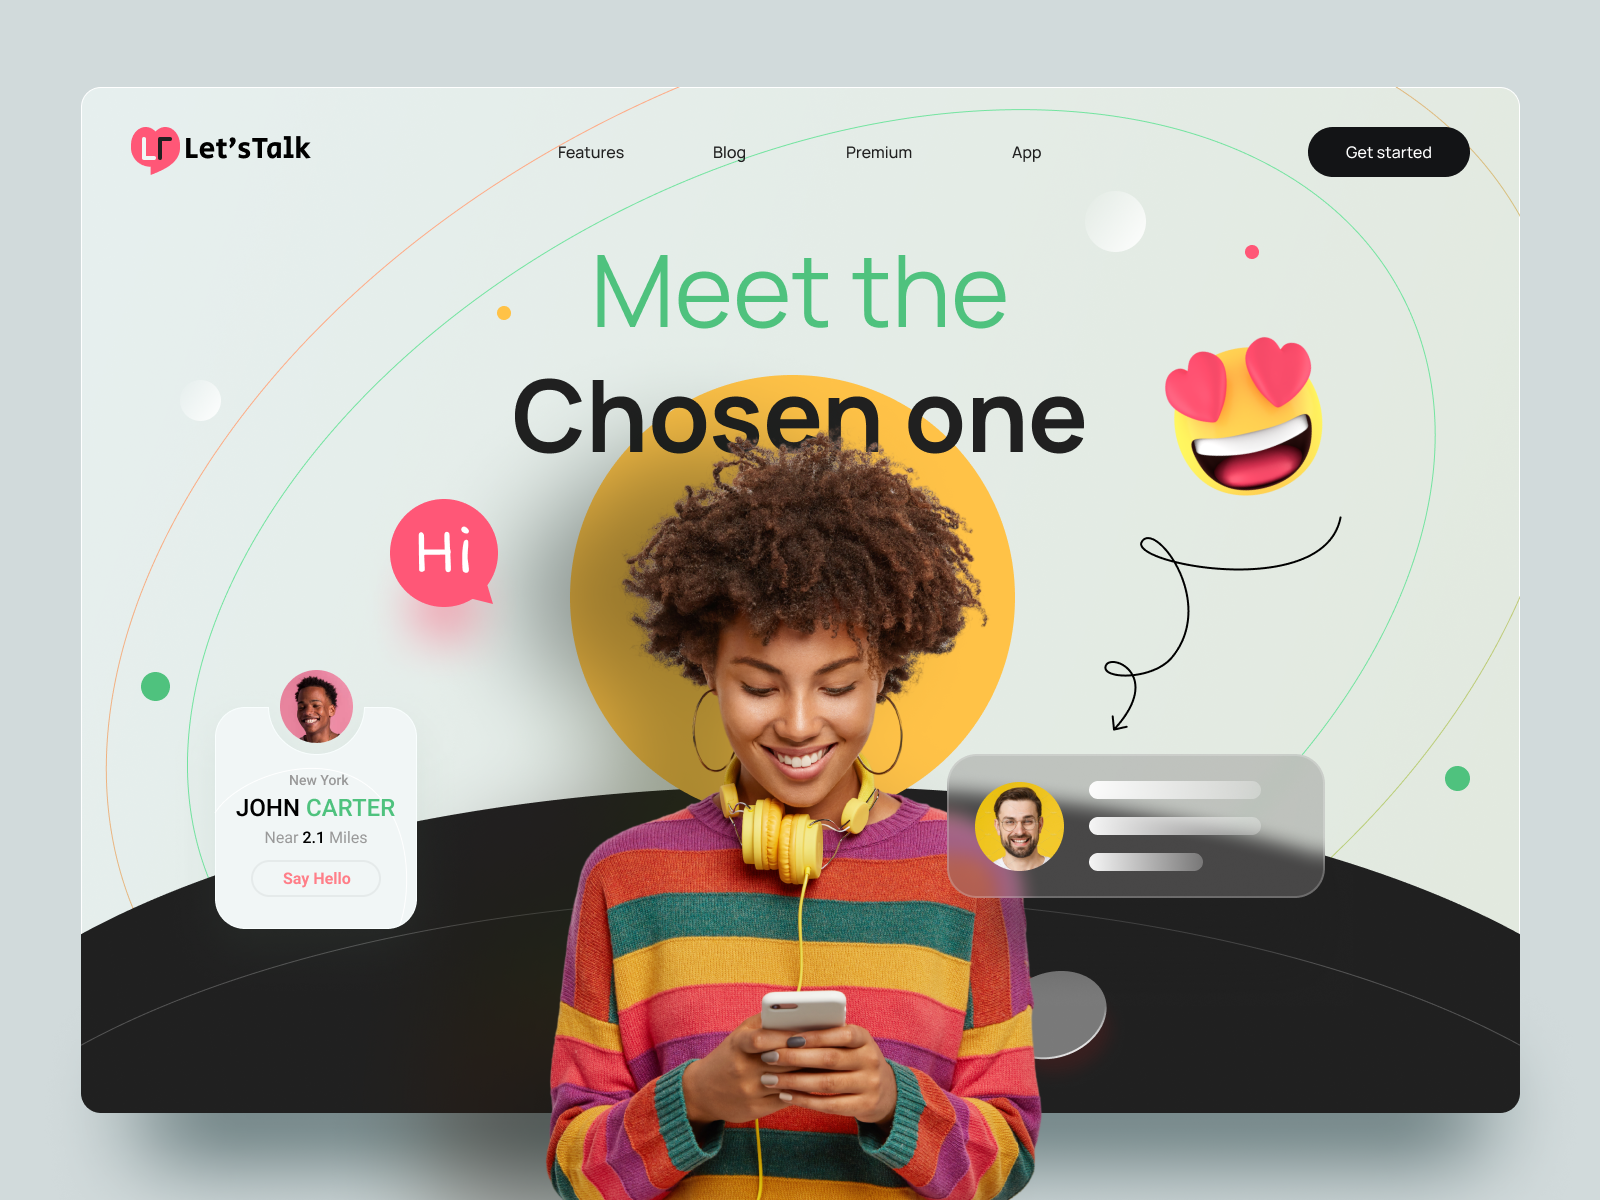 LT Let'sTalk
Features Blog Premium App Get started
Meet the
Chosen one
Hi
New York
JOHN CARTER
Near 2.1 Miles
Say Hello